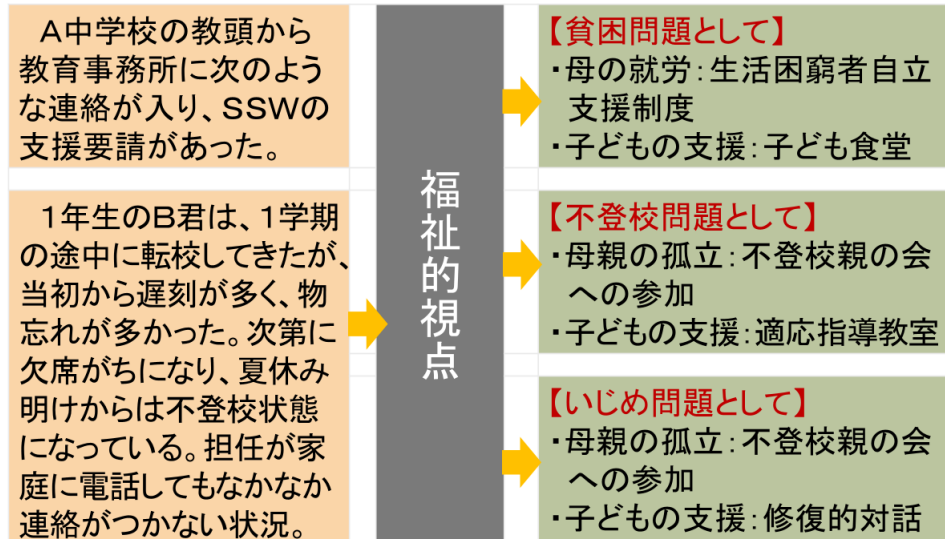 A中学校の教頭から
教育事務所に次のよう
な連絡が入り、SSWの
支援要請があった。
1年生のB君は、1学期
の途中に転校してきたが、
当初から遅刻が多く、物
忘れが多かった。次第に
欠席がちになり、夏休み
明けからは不登校状態
になっている。担任が家
庭に電話してもなかなか
連絡がつかない状況。
福祉的視点
【貧困問題として】
・母の就労:生活困窮者自立
支援制度
・子どもの支援:子ども食堂
【不登校問題として】
・母親の孤立:不登校親の会
への参加
・子どもの支援:適応指導教室
【いじめ問題として】
・母親の孤立:不登校親の会
への参加
・子どもの支援:修復的対話